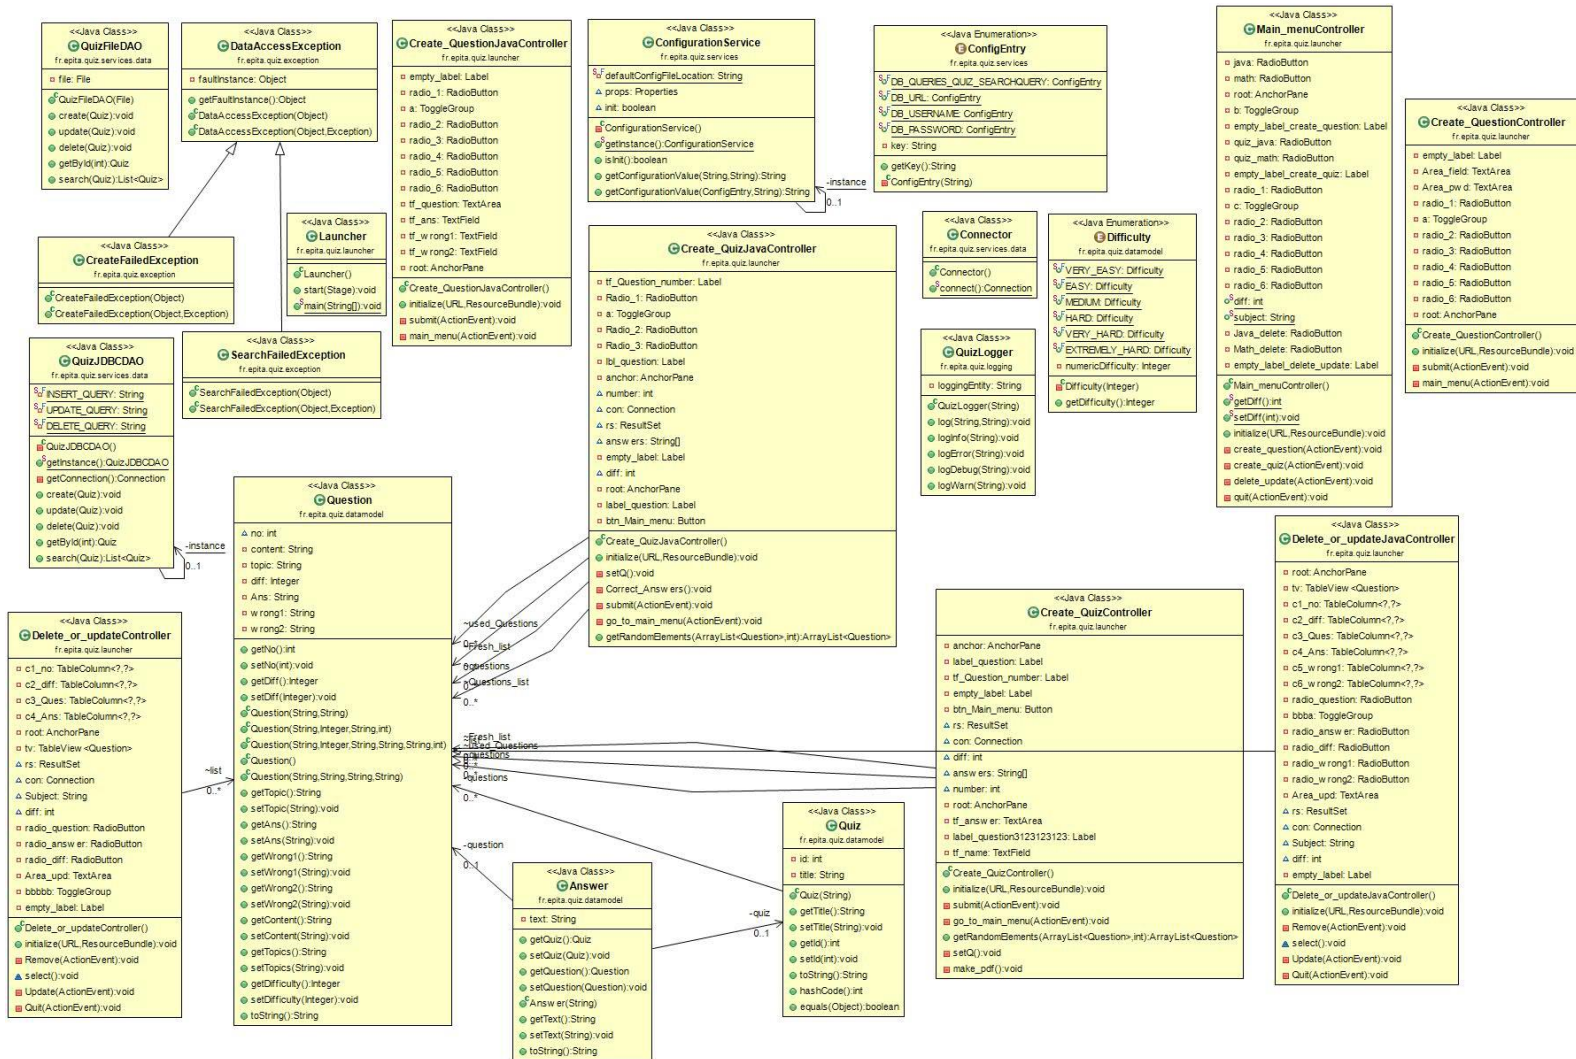 <<Java Class>>
QuizFileDAO
fr.epita.quiz.services.data
file: File
QuizFileDAO(File)
create(Quiz):void
update(Quiz):void
delete(Quiz):void
getById(int):Quiz
search(Quiz):List<Quiz>
<<Java Class>>
DataAccessException
fr.epita.quiz.exception
faultInstance: Object
getFaultInstance():Object
DataAccessException(Object)
DataAccessException(Object,Exception)
<<Java Class>>
Create_QuestionJavaController
fr.epita.quiz.launcher
empty_label: Label
radio_1: RadioButton
a: ToggleGroup
radio_2: RadioButton
radio_3: RadioButton
radio_4: RadioButton
radio_5: RadioButton
radio_6: RadioButton
tf_question: TextArea
tf_ans: TextField
tf_wrong1: TextField
tf_wrong2: TextField
root: AnchorPane
Create_QuestionJavaController()
initialize(URL,ResourceBundle):void
submit(ActionEvent):void
main_menu(ActionEvent):void
<<Java Class>>
ConfigurationService
fr.epita.quiz.services
defaultConfigFileLocation: String
props: Properties
init: boolean
ConfigurationService()
getInstance():ConfigurationService
isInit():boolean
getConfigurationValue(String,String):String
getConfigurationValue(ConfigEntry,String):String
-instance
0..1
<<Java Enumeration>>
ConfigEntry
fr.epita.quiz.services
DB_QUERIES_QUIZ_SEARCHQUERY: ConfigEntry
DB_URL: ConfigEntry
DB_USERNAME: ConfigEntry
DB_PASSWORD: ConfigEntry
key: String
getKey():String
ConfigEntry(String)
<<Java Class>>
Main_menuController
fr.epita.quiz.launcher
java: RadioButton
math: RadioButton
root: AnchorPane
b: ToggleGroup
empty_label_create_question: Label
quiz_java: RadioButton
quiz_math: RadioButton
empty_label_create_quiz: Label
radio_1: RadioButton
c: ToggleGroup
radio_2: RadioButton
radio_3: RadioButton
radio_4: RadioButton
radio_5: RadioButton
radio_6: RadioButton
diff: int
subject: String
Java_delete: RadioButton
Math_delete: RadioButton
empty_label_delete_update: Label
Main_menuController()
getDiff():int
setDiff(int):void
initialize(URL,ResourceBundle):void
create_question(ActionEvent):void
create_quiz(ActionEvent):void
delete_update(ActionEvent):void
quit(ActionEvent):void
<<Java Class>>
Create_QuestionController
fr.epita.quiz.launcher
empty_label: Label
Area_field: TextArea
Area_pwd: TextArea
radio_1: RadioButton
a: ToggleGroup
radio_2: RadioButton
radio_3: RadioButton
radio_4: RadioButton
radio_5: RadioButton
radio_6: RadioButton
root: AnchorPane
Create_QuestionController()
initialize(URL,ResourceBundle):void
submit(ActionEvent):void
main_menu(ActionEvent):void
<<Java Class>>
CreateFailedException
fr.epita.quiz.exception
CreateFailedException(Object)
CreateFailedException(Object,Exception)
<<Java Class>>
Launcher
fr.epita.quiz.launcher
Launcher()
start(Stage):void
main(String[]):void
<<Java Class>>
SearchFailedException
fr.epita.quiz.exception
SearchFailedException(Object)
SearchFailedException(Object,Exception)
<<Java Class>>
Create_QuizJavaController
fr.epita.quiz.launcher
tf_Question_number: Label
Radio_1: RadioButton
a: ToggleGroup
Radio_2: RadioButton
Radio_3: RadioButton
lbl_question: Label
anchor: AnchorPane
number: int
con: Connection
rs: ResultSet
answers: String[]
empty_label: Label
diff: int
root: AnchorPane
label_question: Label
btn_Main_menu: Button
Create_QuizJavaController()
initialize(URL,ResourceBundle):void
setQ():void
Correct_Answers():void
submit(ActionEvent):void
go_to_main_menu(ActionEvent):void
getRandomElements(ArrayList<Question>,int):ArrayList<Question>
<<Java Class>>
Connector
fr.epita.quiz.services.data
Connector()
connect():Connection
<<Java Enumeration>>
Difficulty
fr.epita.quiz.datamodel
VERY_EASY: Difficulty
EASY: Difficulty
MEDIUM: Difficulty
HARD: Difficulty
VERY_HARD: Difficulty
EXTREMELY_HARD: Difficulty
numericDifficulty: Integer
Difficulty(Integer)
getDifficulty():Integer
<<Java Class>>
QuizLogger
fr.epita.quiz.logging
loggingEntity: String
QuizLogger(String)
log(String,String):void
logInfo(String):void
logError(String):void
logDebug(String):void
logWarn(String):void
<<Java Class>>
QuizJDBCDAO
fr.epita.quiz.services.data
INSERT_QUERY: String
UPDATE_QUERY: String
DELETE_QUERY: String
QuizJDBCDAO()
getInstance():QuizJDBCDAO
getConnection():Connection
create(Quiz):void
update(Quiz):void
delete(Quiz):void
getById(int):Quiz
search(Quiz):List<Quiz>
-instance
0..1
<<Java Class>>
Question
fr.epita.quiz.datamodel
no: int
content: String
topic: String
diff: Integer
Ans: String
wrong1: String
wrong2: String
getNo():int
setNo(int):void
getDiff():Integer
setDiff(Integer):void
Question(String,String)
Question(String,Integer,String,int)
Question(String,Integer,String,String,String,int)
Question()
Question(String,String,String,String)
getTopic():String
setTopic(String):void
getAns():String
setAns(String):void
getWrong1():String
setWrong1(String):void
getWrong2():String
setWrong2(String):void
getContent():String
setContent(String):void
getTopics():String
setTopics(String):void
getDifficulty():Integer
setDifficulty(Integer):void
toString():String
~used_Questions
~Fresh_list
~questions
~Questions_list
0..*
~Fresh_list
~used_Questions
~questions
-questions
0..*
-question
0..1
<<Java Class>>
Delete_or_updateController
fr.epita.quiz.launcher
c1_no: TableColumn<?,?>
c2_diff: TableColumn<?,?>
c3_Ques: TableColumn<?,?>
c4_Ans: TableColumn<?,?>
root: AnchorPane
tv: TableView<Question>
rs: ResultSet
con: Connection
Subject: String
diff: int
radio_question: RadioButton
radio_answer: RadioButton
radio_diff: RadioButton
Area_upd: TextArea
bbbbb: ToggleGroup
empty_label: Label
Delete_or_updateController()
initialize(URL,ResourceBundle):void
Remove(ActionEvent):void
select():void
Update(ActionEvent):void
Quit(ActionEvent):void
~list
0..*
<<Java Class>>
Answer
fr.epita.quiz.datamodel
text: String
getQuiz():Quiz
setQuiz(Quiz):void
getQuestion():Question
setQuestion(Question):void
Answer(String)
getText():String
setText(String):void
toString():String
-quiz
0..1
<<Java Class>>
Quiz
fr.epita.quiz.datamodel
id: int
title: String
Quiz(String)
getTitle():String
setTitle(String):void
getId():int
setId(int):void
toString():String
hashCode():int
equals(Object):boolean
<<Java Class>>
Create_QuizController
fr.epita.quiz.launcher
anchor: AnchorPane
label_question: Label
tf_Question_number: Label
empty_label: Label
btn_Main_menu: Button
rs: ResultSet
con: Connection
diff: int
answers: String[]
number: int
root: AnchorPane
tf_answer: TextArea
label_question3123123123: Label
tf_name: TextField
Create_QuizController()
initialize(URL,ResourceBundle):void
submit(ActionEvent):void
go_to_main_menu(ActionEvent):void
getRandomElements(ArrayList<Question>,int):ArrayList<Question>
setQ():void
make_pdf():void
<<Java Class>>
Delete_or_updateJavaController
fr.epita.quiz.launcher
root: AnchorPane
tv: TableView<Question>
c1_no: TableColumn<?,?>
c2_diff: TableColumn<?,?>
c3_Ques: TableColumn<?,?>
c4_Ans: TableColumn<?,?>
c5_wrong1: TableColumn<?,?>
c6_wrong2: TableColumn<?,?>
radio_question: RadioButton
bbba: ToggleGroup
radio_answer: RadioButton
radio_diff: RadioButton
radio_wrong1: RadioButton
radio_wrong2: RadioButton
Area_upd: TextArea
rs: ResultSet
con: Connection
Subject: String
diff: int
empty_label: Label
Delete_or_updateJavaController()
initialize(URL,ResourceBundle):void
Remove(ActionEvent):void
select():void
Update(ActionEvent):void
Quit(ActionEvent):void